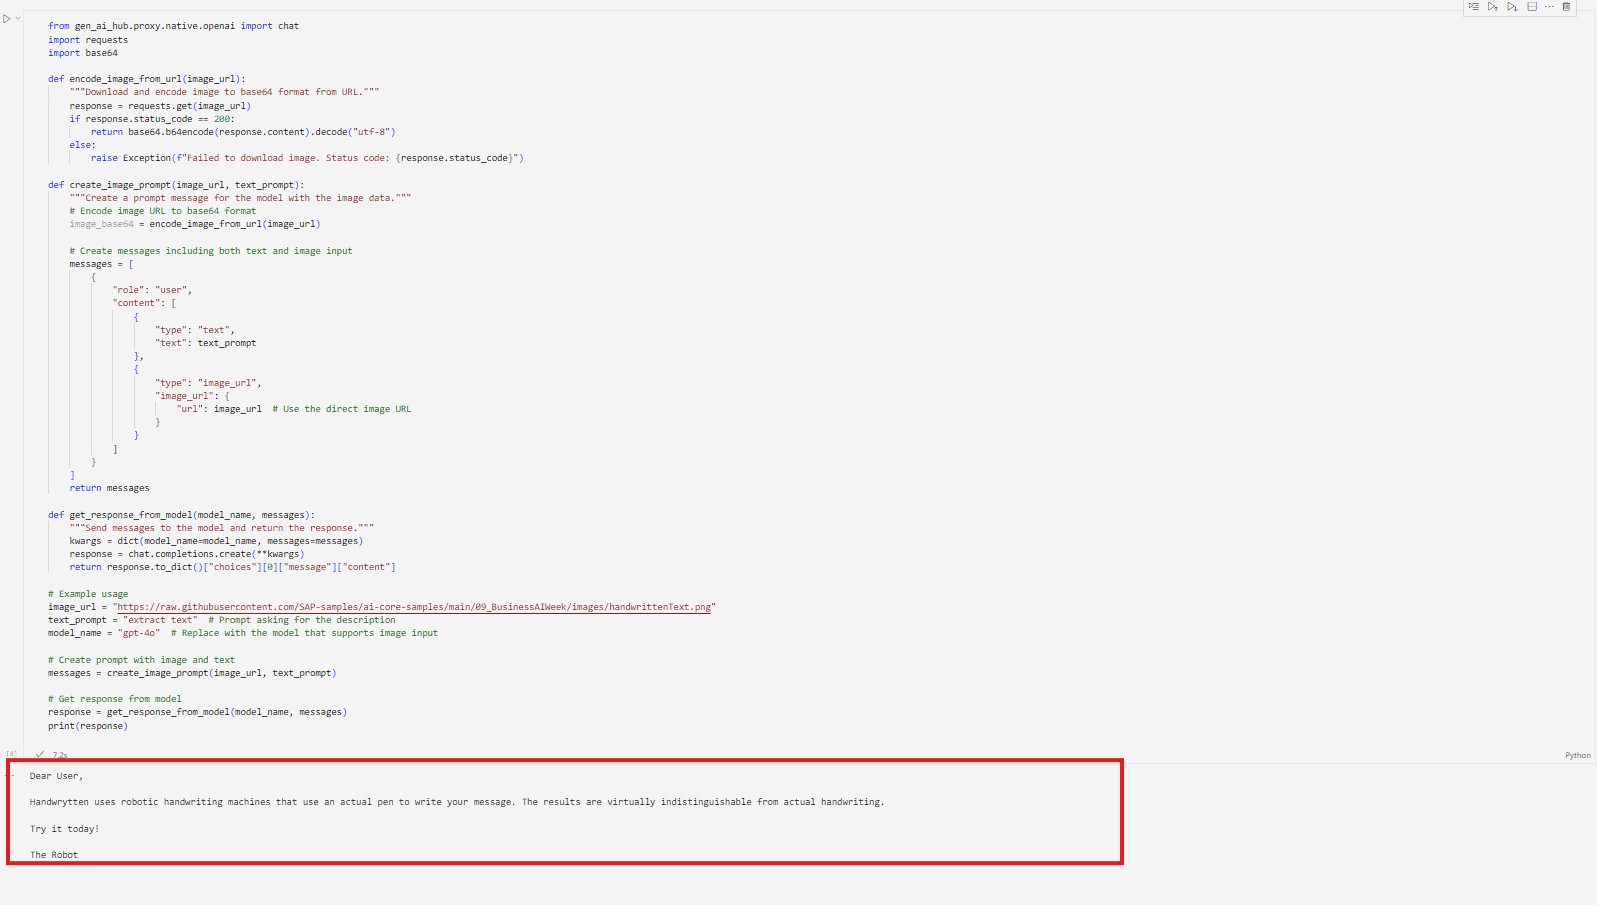 from gen_ai_hub.proxy.native.openai import chat
import requests
import base64
def encode_image_from_url(image_url):
"""Download and encode image to base64 format from URL."""
response = requests.get(image_url)
if response.status_code == 200:
return base64.b64encode(response.content).decode("utf-8")
else:
raise Exception(f"Failed to download image. Status code: {response.status_code}")
def create_image_prompt(image_url, text_prompt):
"""Create a prompt message for the model with the image data."""
# Encode image URL to base64 format
image_base64 = encode_image_from_url(image_url)
# Create messages including both text and image input
messages = [
{
"role": "user",
"content": [
{
"type": "text",
"text": text_prompt
},
{
"type": "image_url",
"image_url": {
"url": image_url  # Use the direct image URL
}
}
]
}
]
return messages
def get_response_from_model(model_name, messages):
"""Send messages to the model and return the response."""
kwargs = dict(model_name=model_name, messages=messages)
response = chat.completions.create(**kwargs)
return response.to_dict()["choices"][0]["message"]["content"]
# Example usage
image_url = "https://raw.githubusercontent.com/SAP-samples/ai-core-samples/main/09_BusinessAIWeek/images/handwrittenText.png"
text_prompt = "extract text"  # Prompt asking for the description
model_name = "gpt-4o"  # Replace with the model that supports image input
# Create prompt with image and text
messages = create_image_prompt(image_url, text_prompt)
# Get response from model
response = get_response_from_model(model_name, messages)
print(response)
7.2s
Python
Dear User,
Handwrytten uses robotic handwriting machines that use an actual pen to write your message. The results are virtually indistinguishable from actual handwriting.
Try it today!
The Robot